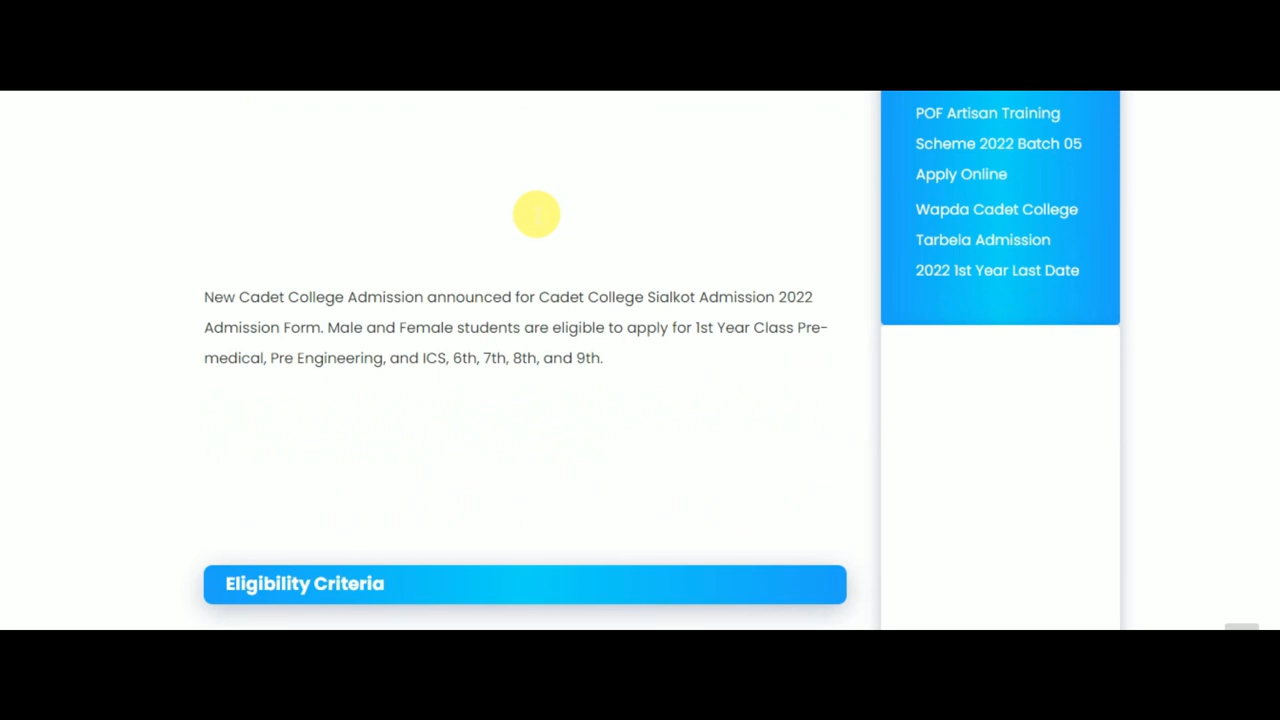 New Cadet College Admission announced for Cadet College Sialkot Admission 2022
Admission Form. Male and Female students are eligible to apply for 1st Year Class Pre-
medical, Pre Engineering, and ICS, 6th, 7th, 8th, and 9th.
Eligibility Criteria
POF Artisan Training
Scheme 2022 Batch 05
Apply Online
Wapda Cadet College
Tarbela Admission
2022 1st Year Last Date